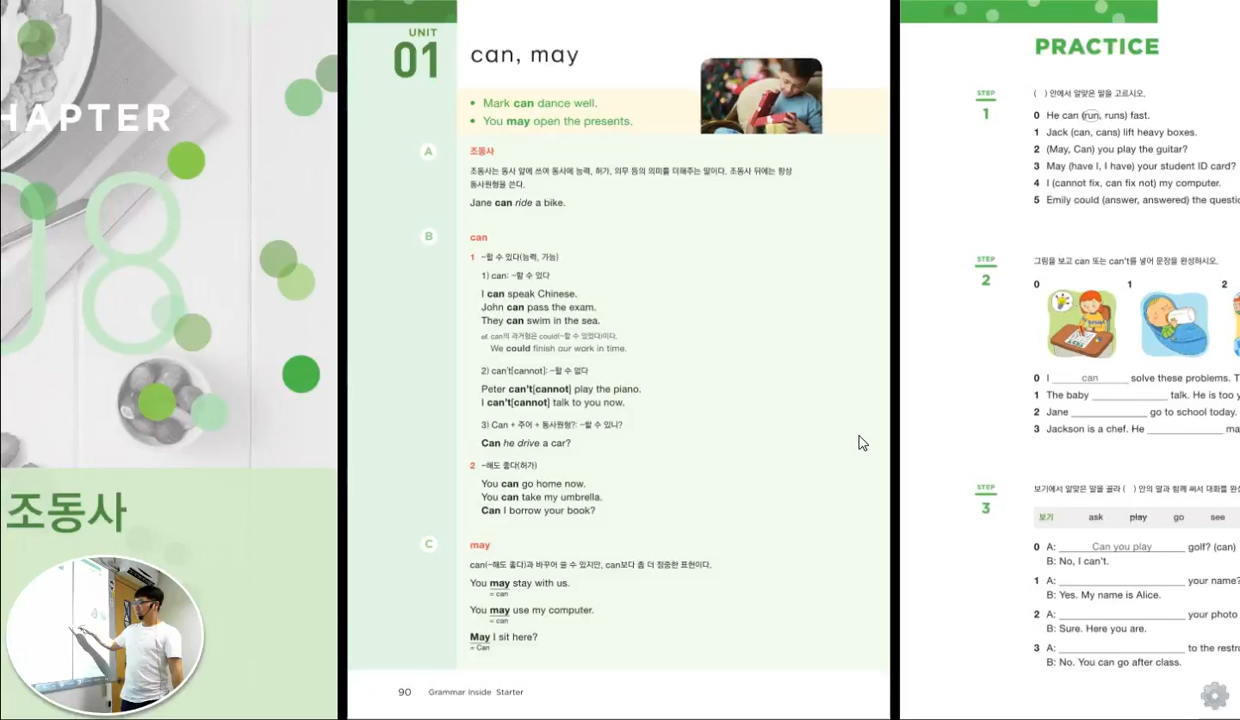 HAPTER
08
조동사
UNIT
01
can, may
• Mark can dance well.
• You may open the presents.
A 조동사
조동사는 동사 앞에 쓰여 동사에 능력, 허가, 의무 등의 의미를 더해주는 말이다. 조동사 뒤에는 항상
동사원형을 쓴다.
Jane can ride a bike.
B can
1 ~할 수 있다(능력, 가능)
1) can: ~할 수 있다
I can speak Chinese.
John can pass the exam.
They can swim in the sea.
cf. can의 과거형은 could(~할 수 있었다)이다.
We could finish our work in time.
2) can't[cannot]: ~할 수 없다
Peter can't[cannot] play the piano.
I can't[cannot] talk to you now.
3) Can + 주어 + 동사원형?: ~할 수 있니?
Can he drive a car?
2 ~해도 좋다(허가)
You can go home now.
You can take my umbrella.
Can I borrow your book?
C may
can(~해도 좋다)과 바꾸어 쓸 수 있지만, can보다 좀 더 정중한 표현이다.
You may stay with us.
= can
You may use my computer.
= can
May I sit here?
= Can
90 Grammar Inside Starter
PRACTICE
STEP
1
( ) 안에서 알맞은 말을 고르시오.
0 He can (run, runs) fast.
1 Jack (can, cans) lift heavy boxes.
2 (May, Can) you play the guitar?
3 May (have I, I have) your student ID card?
4 I (cannot fix, can fix not) my computer.
5 Emily could (answer, answered) the questio
STEP
2
그림을 보고 can 또는 can't를 넣어 문장을 완성하시오.
0 1 2
0 I can solve these problems. T
1 The baby ____________ talk. He is too y
2 Jane ____________ go to school today.
3 Jackson is a chef. He ____________ ma
STEP
3
보기에서 알맞은 말을 골라 ( ) 안의 말과 함께 써서 대화를 완
보기 ask play go see
0 A: Can you play golf? (can)
B: No, I can't.
1 A: ____________ your name?
B: Yes. My name is Alice.
2 A: ____________ your photo
B: Sure. Here you are.
3 A: ____________ to the restr
B: No. You can go after class.